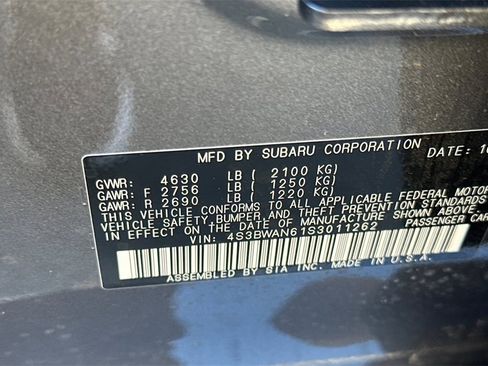 MFD BY SUBARU CORPORATION DATE: 10
GVWR: 4630 LB ( 2100 KG)
GAWR: F 2756 LB ( 1250 KG)
GAWR: R 2690 LB ( 1220 KG)
THIS VEHICLE CONFORMS TO ALL APPLICABLE FEDERAL MOTOR
VEHICLE SAFETY BUMPER AND THEFT PREVENTION STANDARDS
IN EFFECT ON THE DATE OF MANUFACTURE SHOWN ABOVE
VIN: 4S3BWAN61S3011262 PASSENGER CAR
ASSEMBLED BY SIA INC. MADE IN U.S.A.